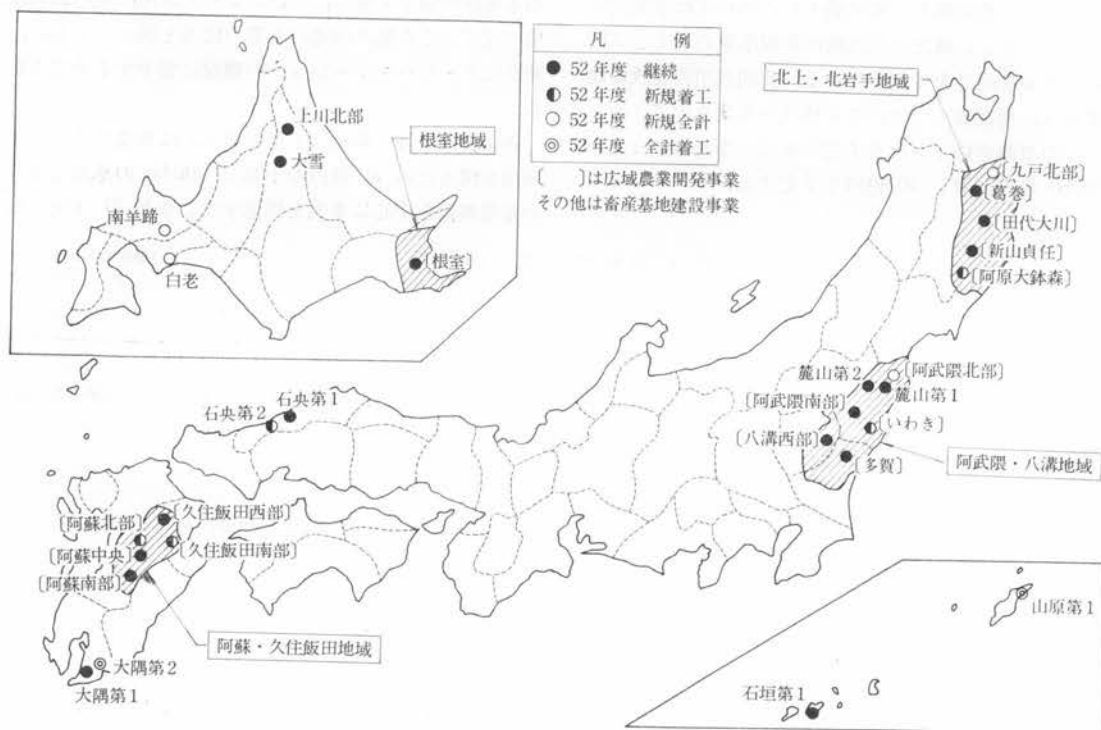 凡 例
● 52年度 継続
◐ 52年度 新規着工
○ 52年度 新規全計
◎ 52年度 全計着工
〔 〕は広域農業開発事業
その他は畜産基地建設事業
上川北部
大雪
南羊蹄
白老
根室地域
〔根室〕
北上・北岩手地域
〔九戸北部〕
〔葛巻〕
〔田代大川〕
〔新山貞任〕
〔阿原大鉢森〕
麓山第2
〔阿武隈北部〕
麓山第1
〔阿武隈南部〕
〔いわき〕
〔八溝西部〕
〔多賀〕
阿武隈・八溝地域
石央第2
石央第1
〔阿蘇北部〕
〔久住飯田西部〕
〔阿蘇中央〕
〔久住飯田南部〕
〔阿蘇南部〕
阿蘇・久住飯田地域
大隅第2
大隅第1
山原第1
石垣第1